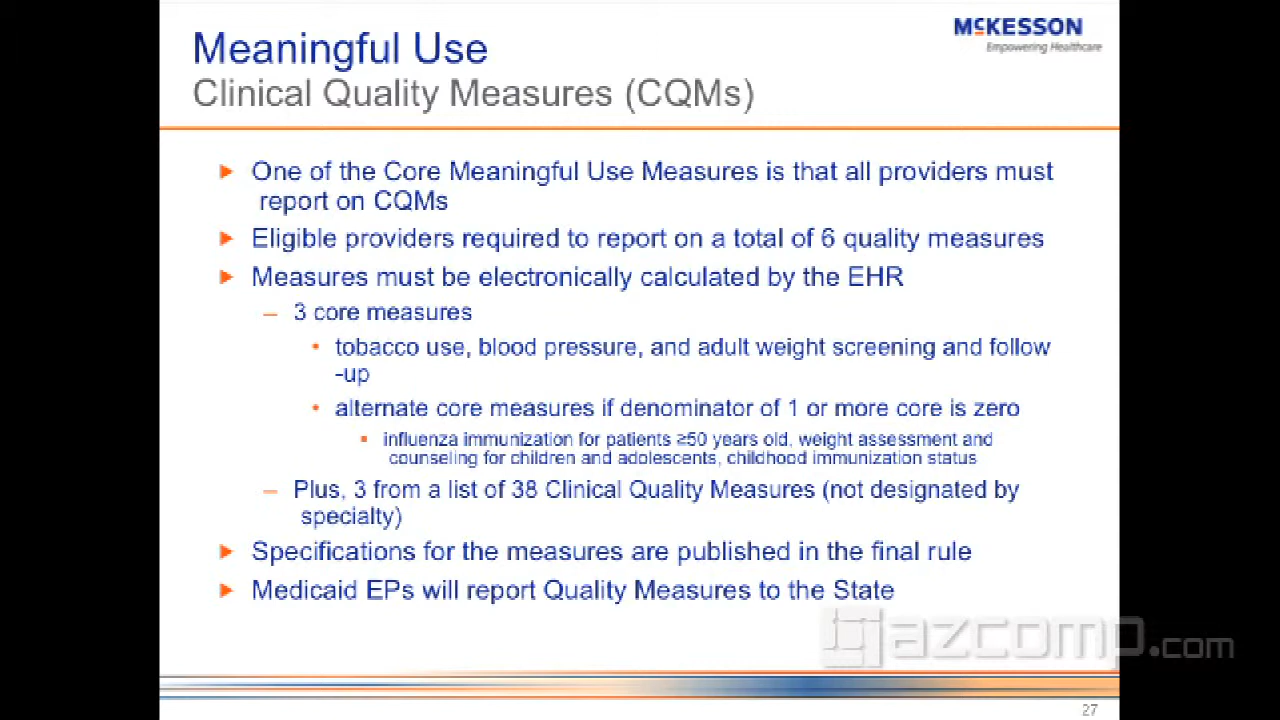 Meaningful Use
McKESSON
Empowering Healthcare
Clinical Quality Measures (CQMs)
One of the Core Meaningful Use Measures is that all providers must
report on CQMs
Eligible providers required to report on a total of 6 quality measures
Measures must be electronically calculated by the EHR
– 3 core measures
• tobacco use, blood pressure, and adult weight screening and follow
-up
• alternate core measures if denominator of 1 or more core is zero
▪ influenza immunization for patients ≥50 years old, weight assessment and
counseling for children and adolescents, childhood immunization status
– Plus, 3 from a list of 38 Clinical Quality Measures (not designated by
specialty)
Specifications for the measures are published in the final rule
Medicaid EPs will report Quality Measures to the State
azcomp.com
27